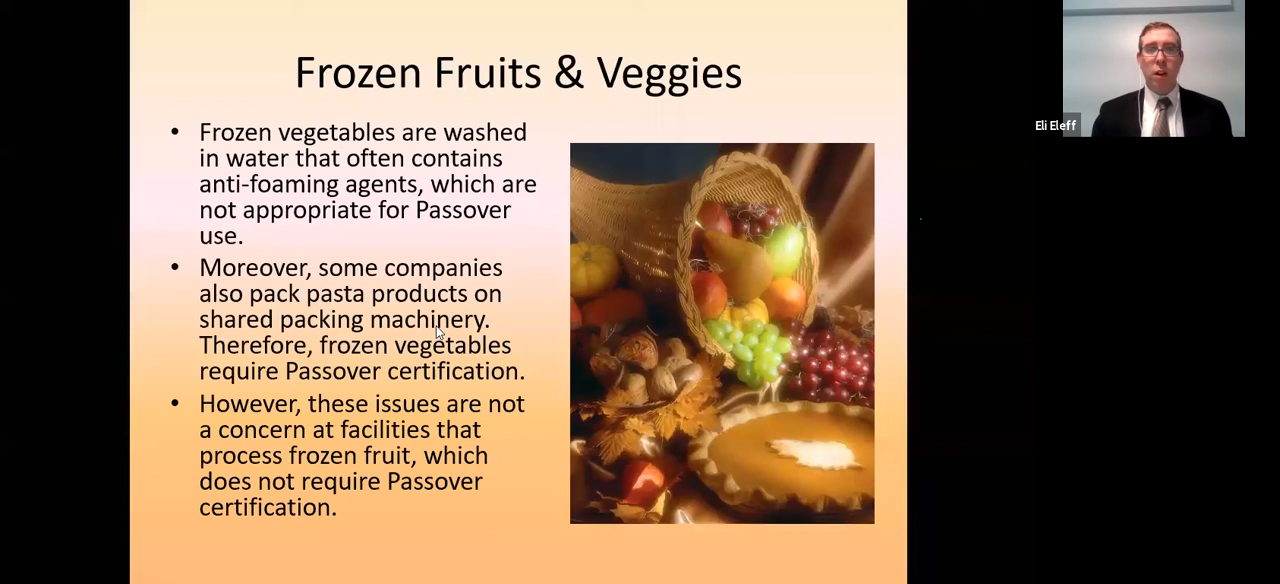 Frozen Fruits & Veggies
• Frozen vegetables are washed
in water that often contains
anti-foaming agents, which are
not appropriate for Passover
use.
• Moreover, some companies
also pack pasta products on
shared packing machinery.
Therefore, frozen vegetables
require Passover certification.
• However, these issues are not
a concern at facilities that
process frozen fruit, which
does not require Passover
certification.
Eli Eleff